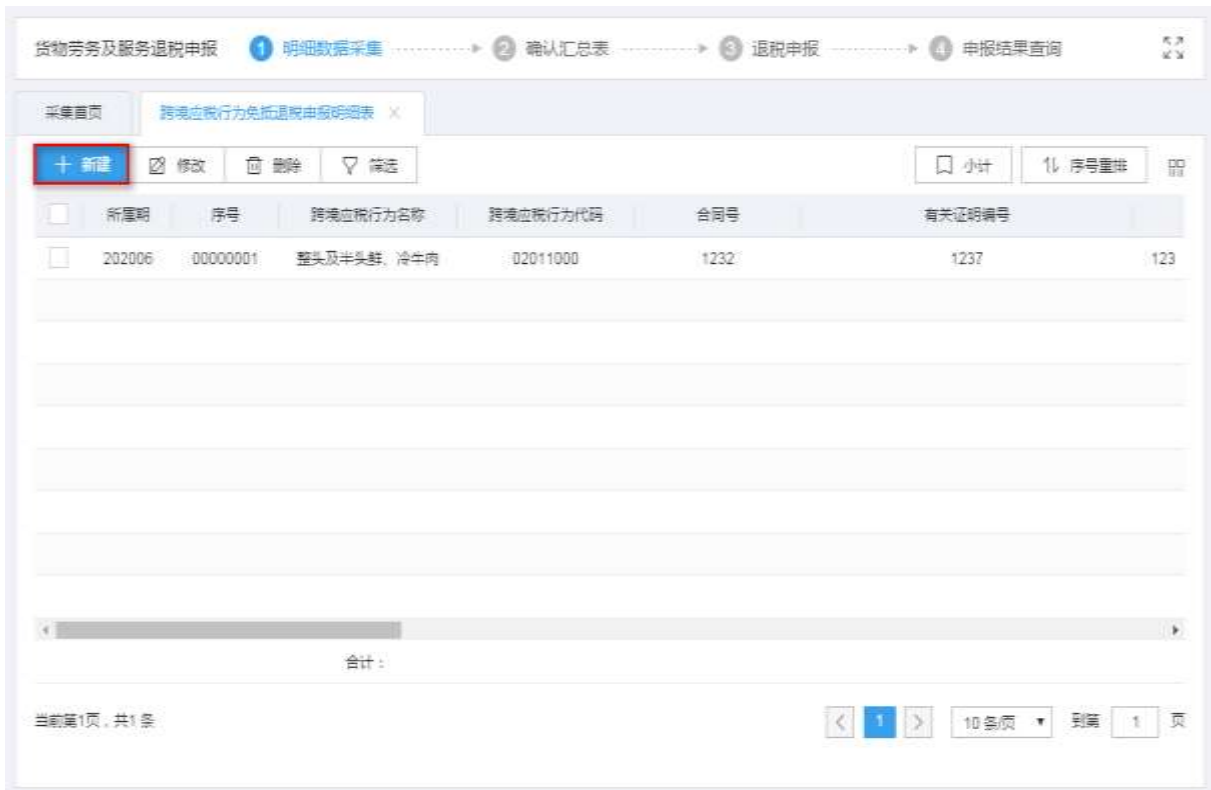 货物劳务及服务退税申报 1 明细数据采集 2 确认汇总表 3 退税申报 4 申报结果查询
采集首页 跨境应税行为免抵退税申报明细表
新建 修改 删除 筛选 小计 序号重排
所属期 序号 跨境应税行为名称 跨境应税行为代码 合同号 有关证明编号
202006 00000001 整头及半头鲜、冷牛肉 02011000 1232 1237 123
合计：
当前第1页，共1条 1 10条/页 到第 1 页